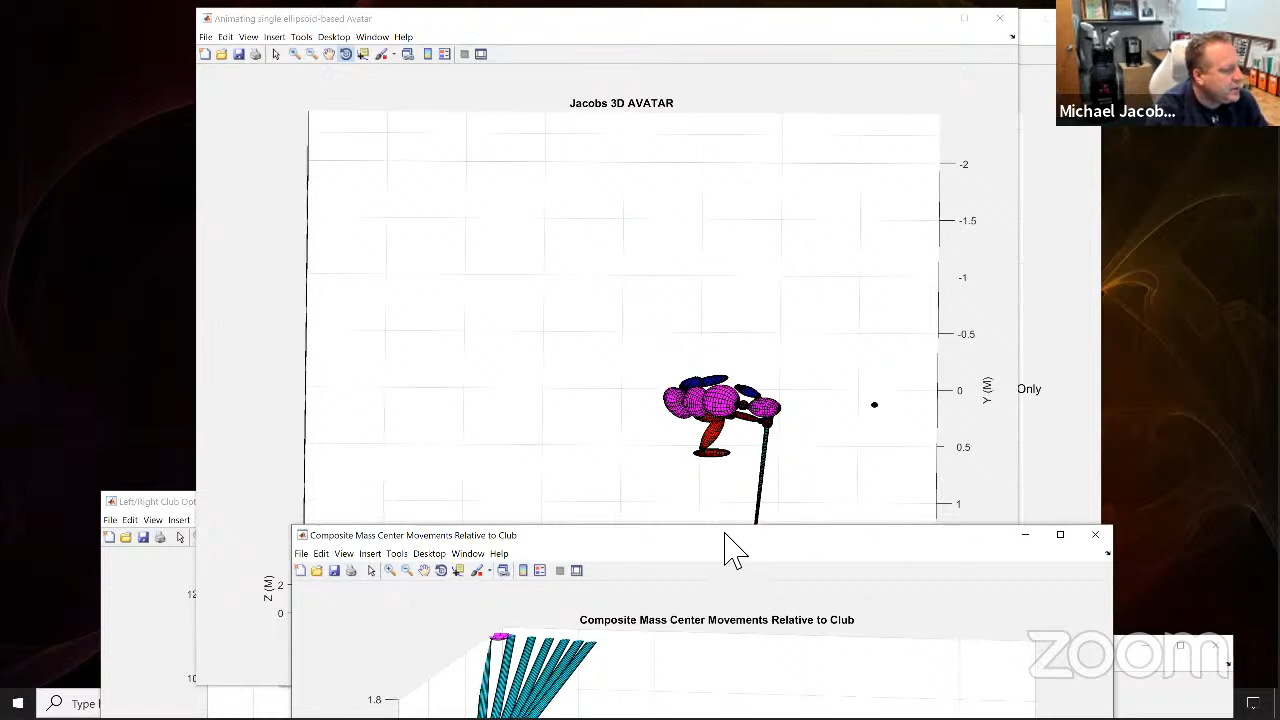 Animating single ellipsoid-based Avatar
File Edit View Insert Tools Desktop Window Help
Michael Jacob...
Jacobs 3D AVATAR
-2
-1.5
-1
-0.5
0
0.5
1
Y (M)
Only
Left/Right Club Opt
File Edit View Insert
Z (M)
2
0
12
10
Composite Mass Center Movements Relative to Club
File Edit View Insert Tools Desktop Window Help
Composite Mass Center Movements Relative to Club
1.8
zoom
Type